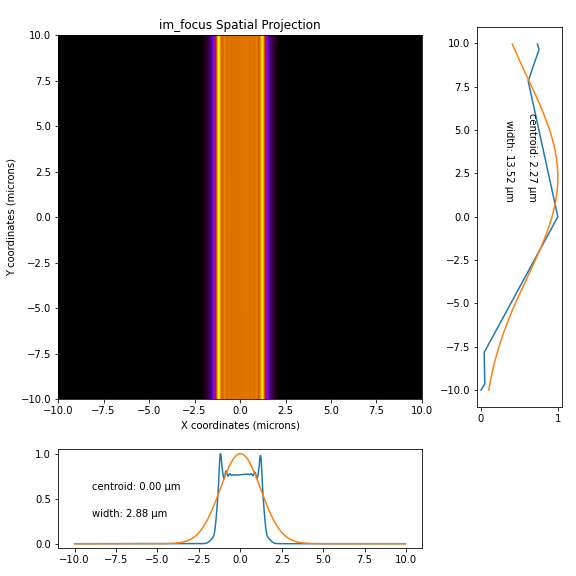 im_focus Spatial Projection
10.0
7.5
5.0
2.5
0.0
−2.5
−5.0
−7.5
−10.0
Y coordinates (microns)
−10.0 −7.5 −5.0 −2.5 0.0 2.5 5.0 7.5 10.0
X coordinates (microns)
10.0
7.5
5.0
2.5
0.0
−2.5
−5.0
−7.5
−10.0
0 1
centroid: 2.27 µm
width: 13.52 µm
1.0
0.5
0.0
centroid: 0.00 µm
width: 2.88 µm
−10.0 −7.5 −5.0 −2.5 0.0 2.5 5.0 7.5 10.0